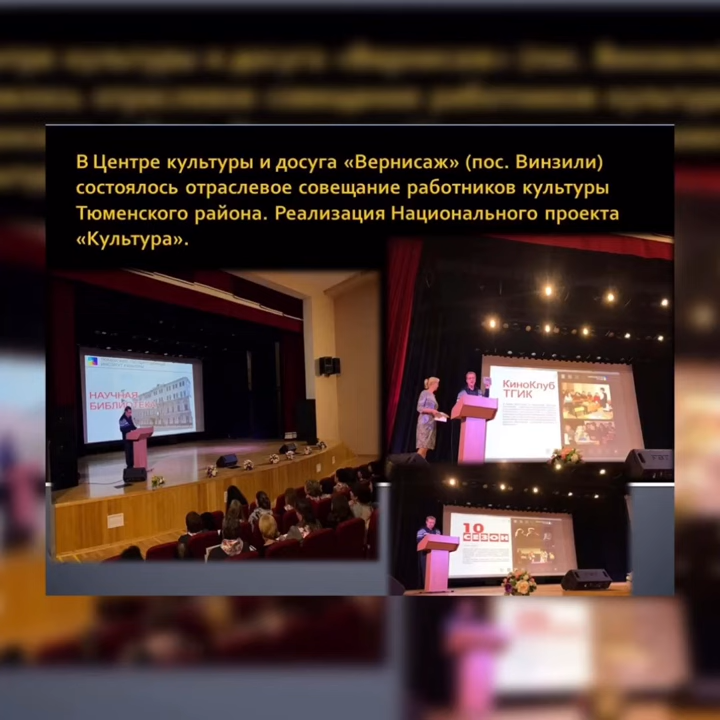 В Центре культуры и досуга «Вернисаж» (пос. Винзили)
состоялось отраслевое совещание работников культуры
Тюменского района. Реализация Национального проекта
«Культура».
НАУЧНАЯ
БИБЛИОТЕКА
КиноКлуб
ТГИК
10
СЕЗОН